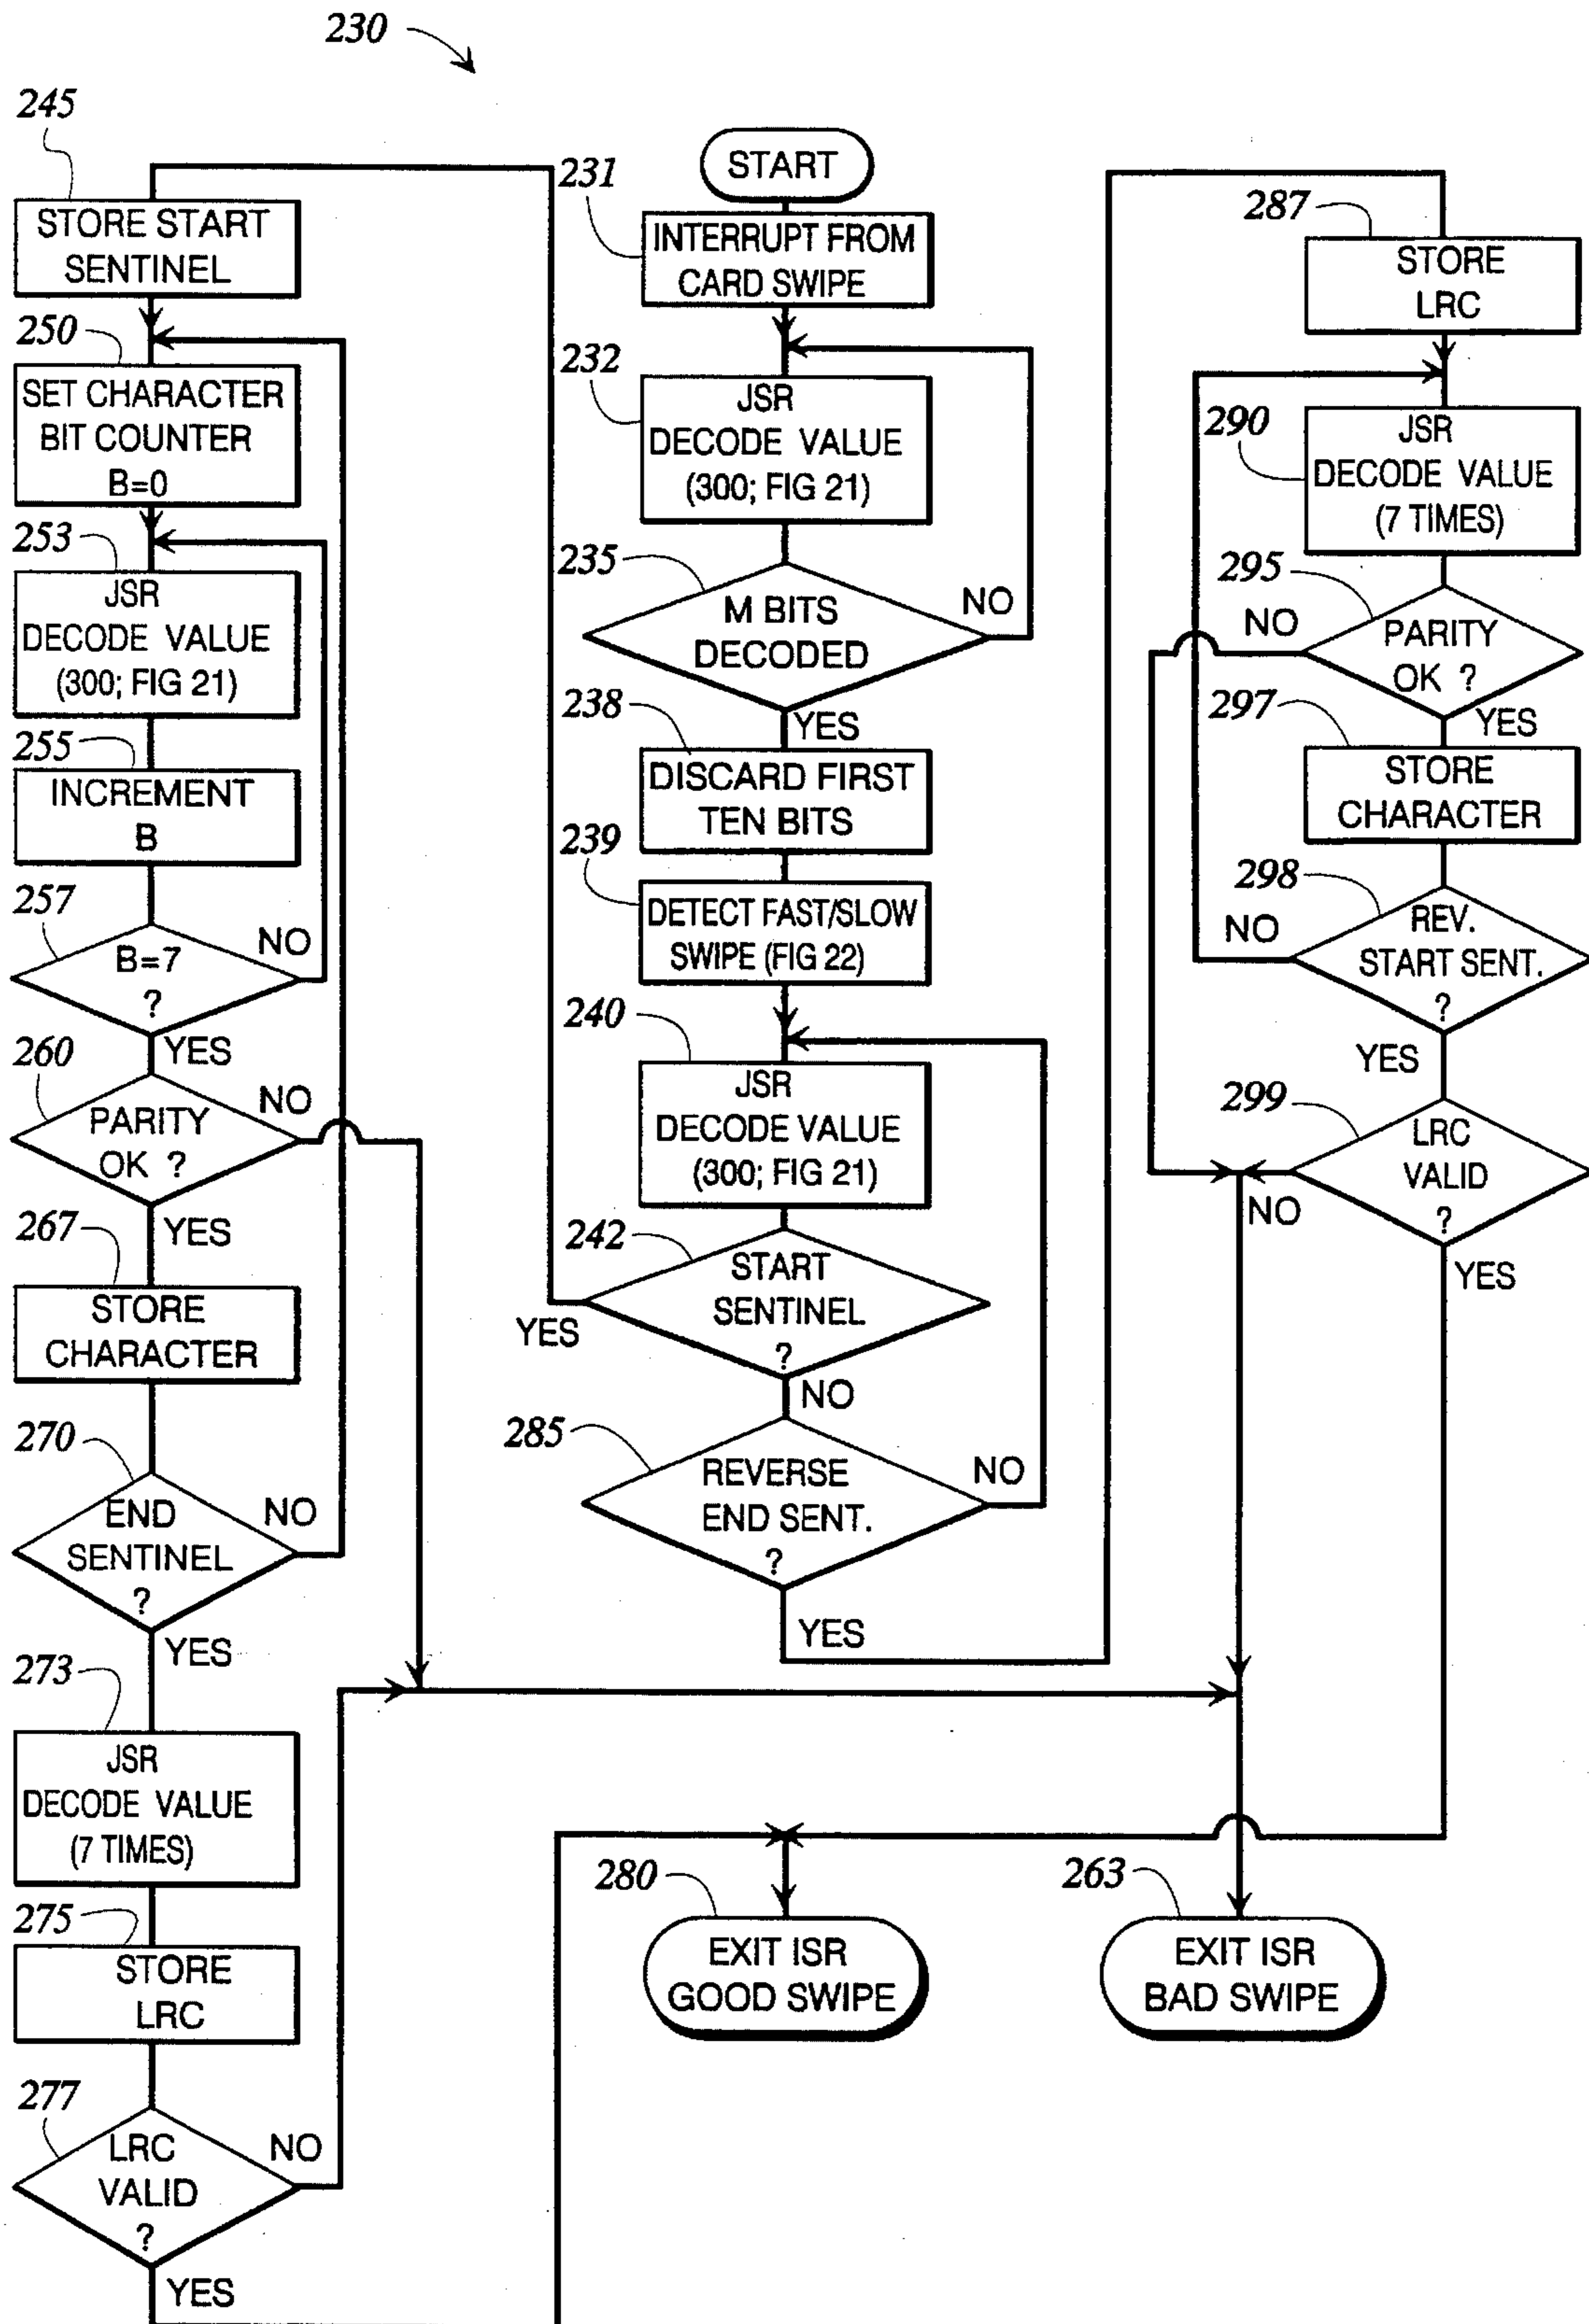 230
245
STORE START
SENTINEL
250
SET CHARACTER
BIT COUNTER
B=0
253
JSR
DECODE VALUE
(300; FIG 21)
255
INCREMENT
B
257
B=7
?
NO
YES
260
PARITY
OK ?
NO
YES
267
STORE
CHARACTER
270
END
SENTINEL
?
NO
YES
273
JSR
DECODE VALUE
(7 TIMES)
275
STORE
LRC
277
LRC
VALID
?
NO
YES
START
231
INTERRUPT FROM
CARD SWIPE
232
JSR
DECODE VALUE
(300; FIG 21)
235
M BITS
DECODED
NO
YES
238
DISCARD FIRST
TEN BITS
239
DETECT FAST/SLOW
SWIPE (FIG 22)
240
JSR
DECODE VALUE
(300; FIG 21)
242
START
SENTINEL
?
YES
NO
285
REVERSE
END SENT.
?
NO
YES
280
EXIT ISR
GOOD SWIPE
287
STORE
LRC
290
JSR
DECODE VALUE
(7 TIMES)
295
PARITY
OK ?
NO
YES
297
STORE
CHARACTER
298
REV.
START SENT.
?
NO
YES
299
LRC
VALID
?
NO
YES
263
EXIT ISR
BAD SWIPE